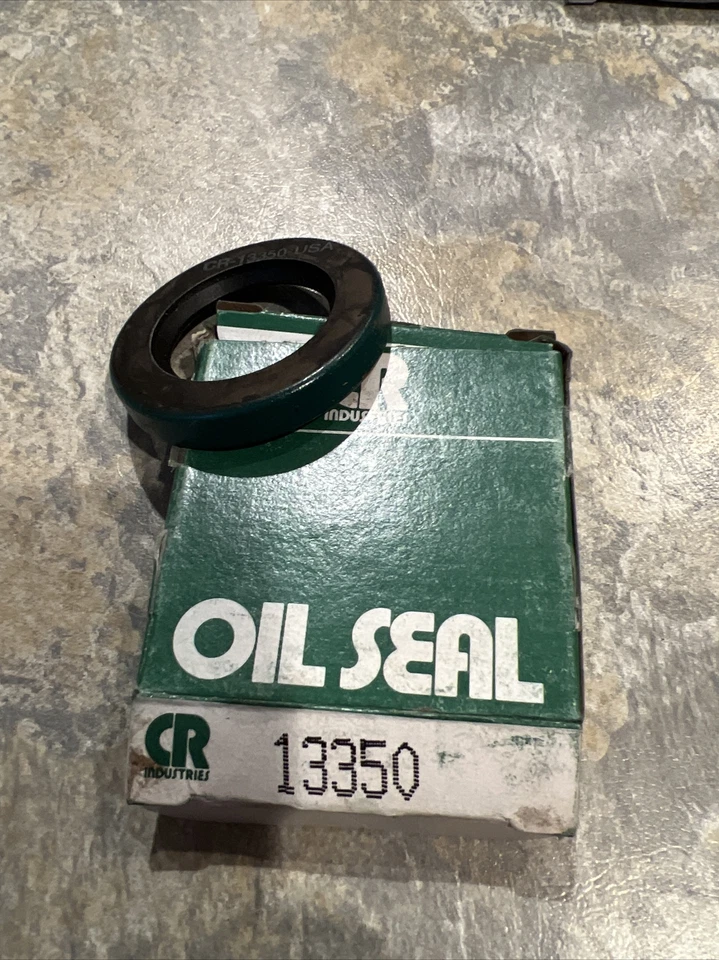 CR-13350 USA
CR
INDUSTRIES
OIL SEAL
CR
INDUSTRIES
13350